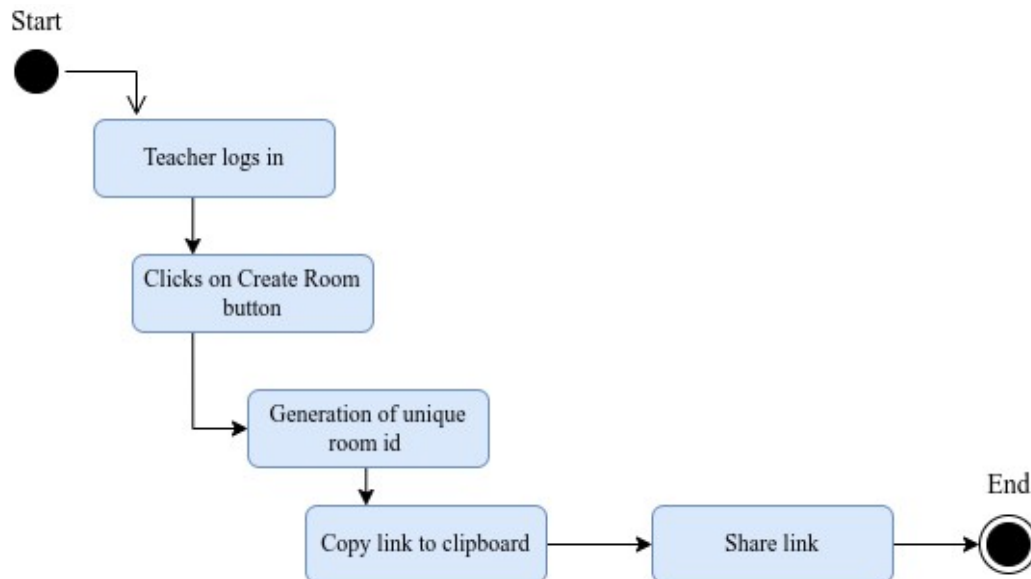 Start
Teacher logs in
Clicks on Create Room
button
Generation of unique
room id
Copy link to clipboard
Share link
End